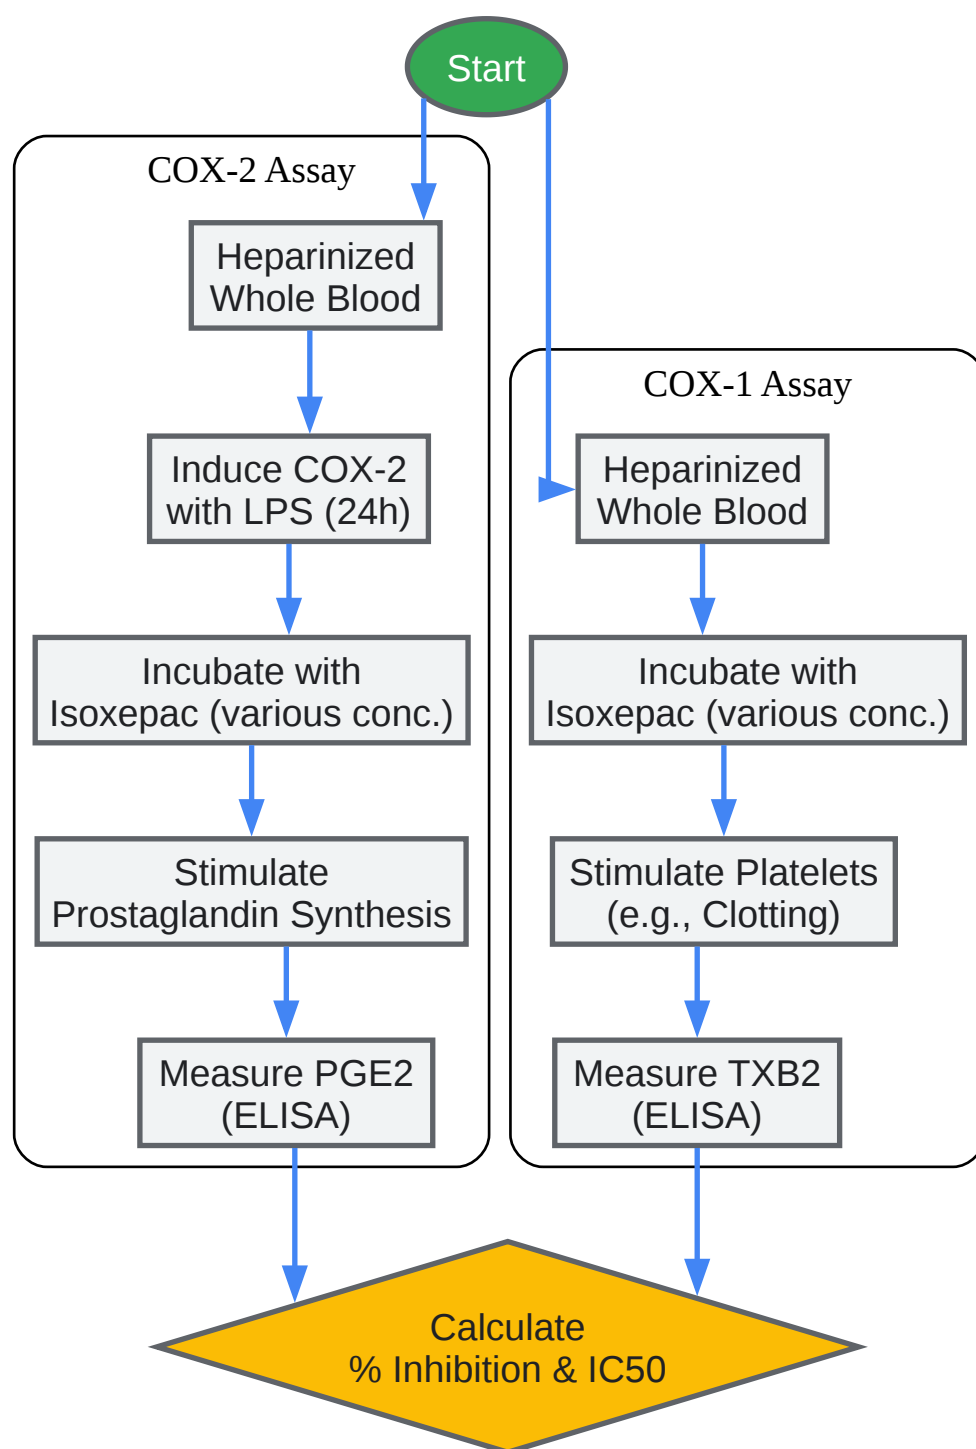 Start
COX-2 Assay
Heparinized
Whole Blood
Induce COX-2
with LPS (24h)
Incubate with
Isoxepac (various conc.)
Stimulate
Prostaglandin Synthesis
Measure PGE2
(ELISA)
COX-1 Assay
Heparinized
Whole Blood
Incubate with
Isoxepac (various conc.)
Stimulate Platelets
(e.g., Clotting)
Measure TXB2
(ELISA)
Calculate
% Inhibition & IC50